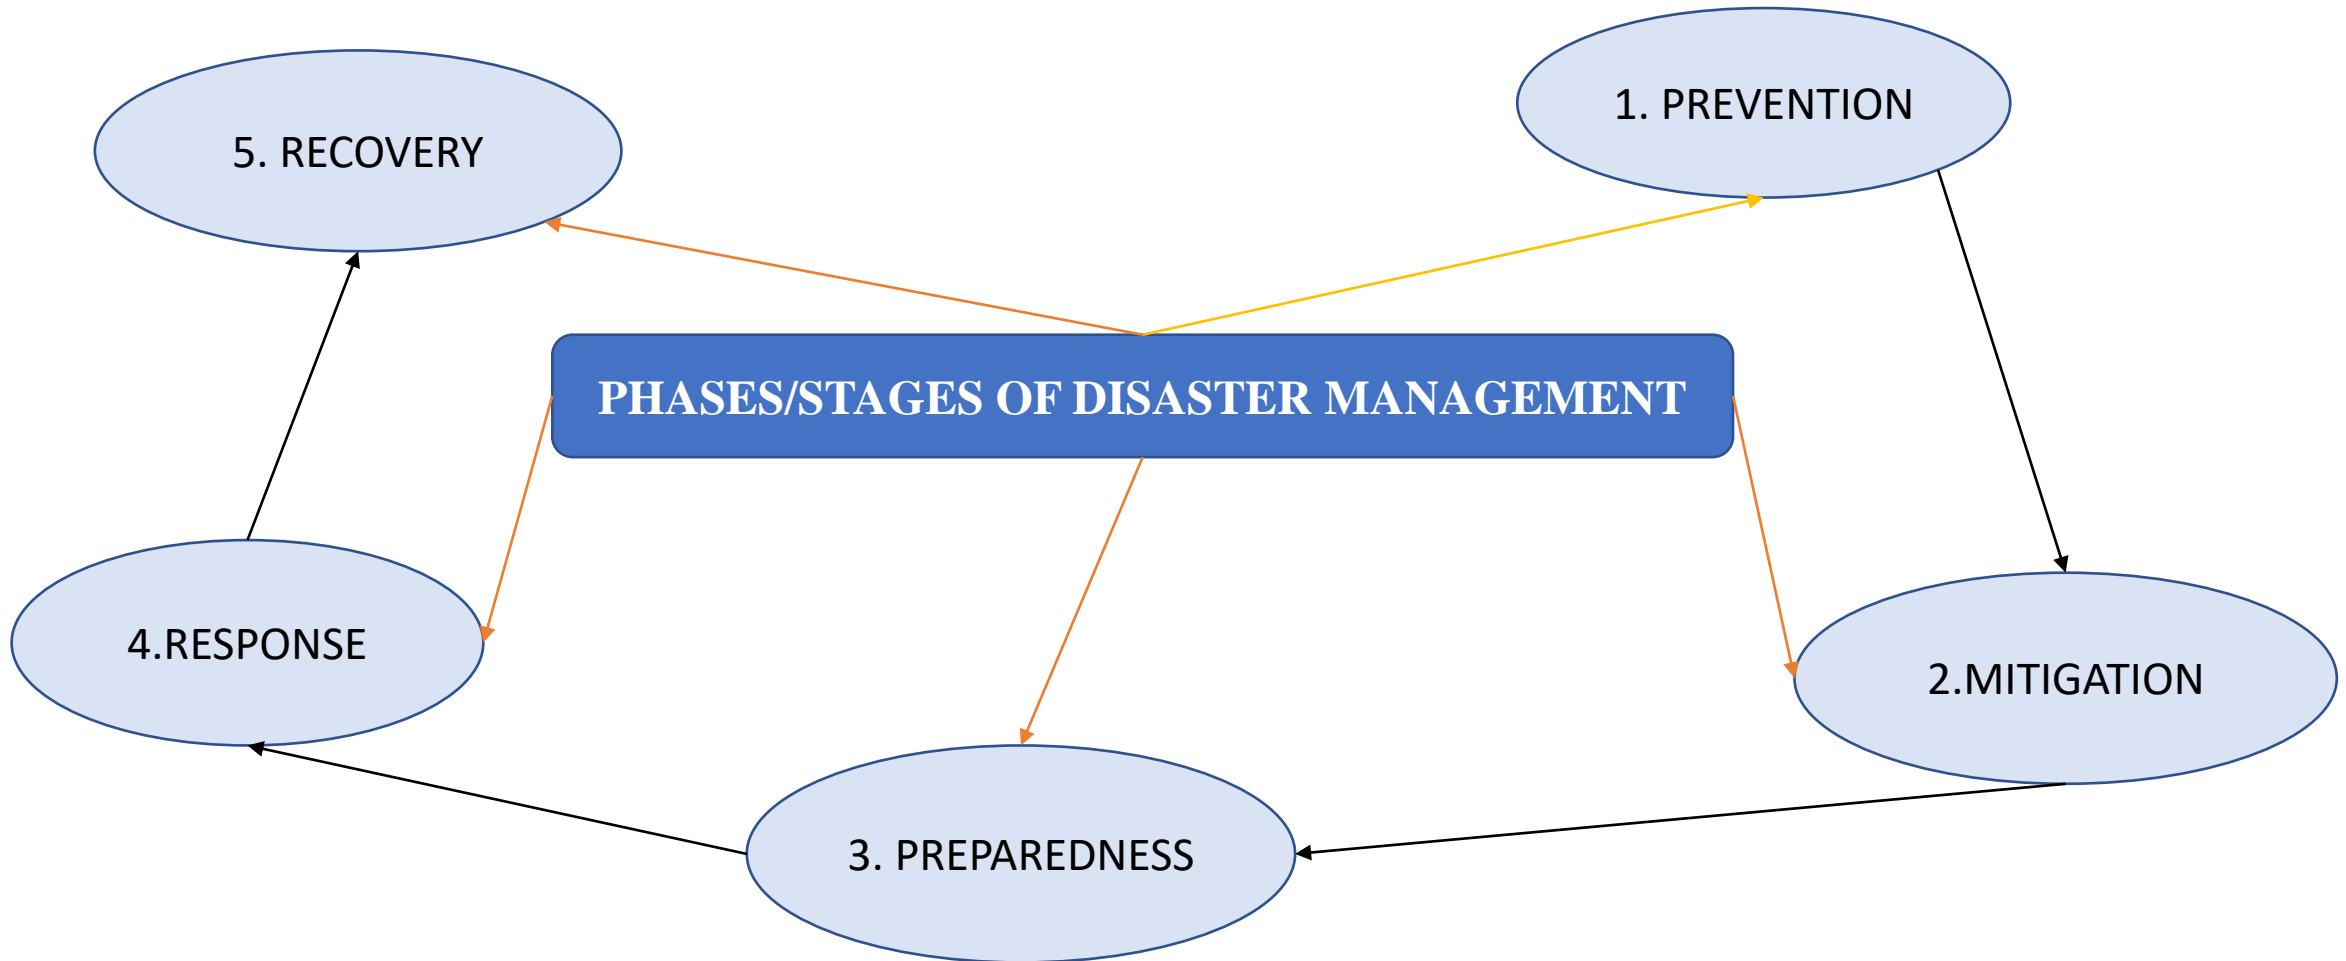 1. PREVENTION
5. RECOVERY
PHASES/STAGES OF DISASTER MANAGEMENT
4.RESPONSE
2.MITIGATION
3. PREPAREDNESS